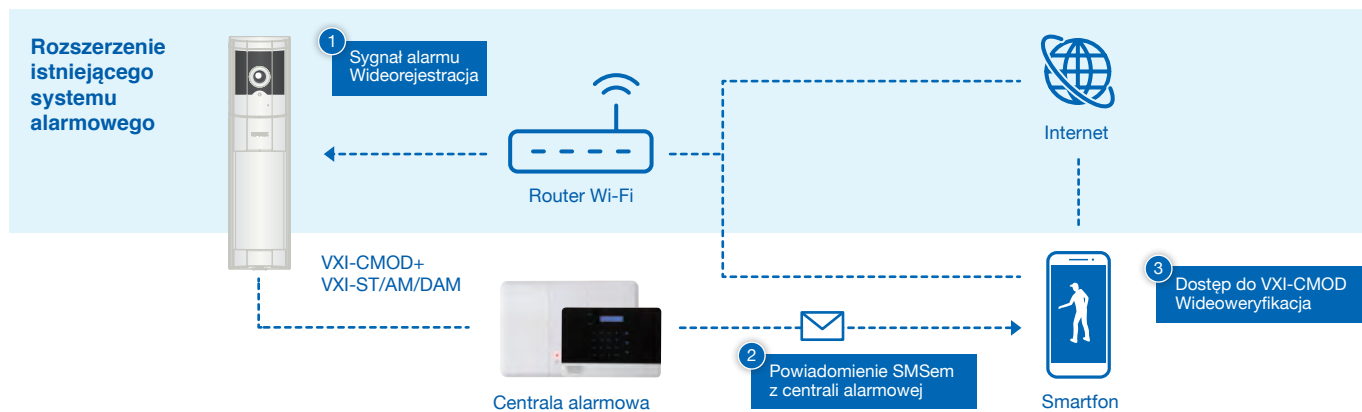 Rozszerzenie
istniejącego
systemu
alarmowego
1
Sygnał alarmu
Wideorejestracja
Internet
Router Wi-Fi
VXI-CMOD+
VXI-ST/AM/DAM
3
Dostęp do VXI-CMOD
Wideoweryfikacja
2
Powiadomienie SMSem
z centrali alarmowej
Centrala alarmowa
Smartfon